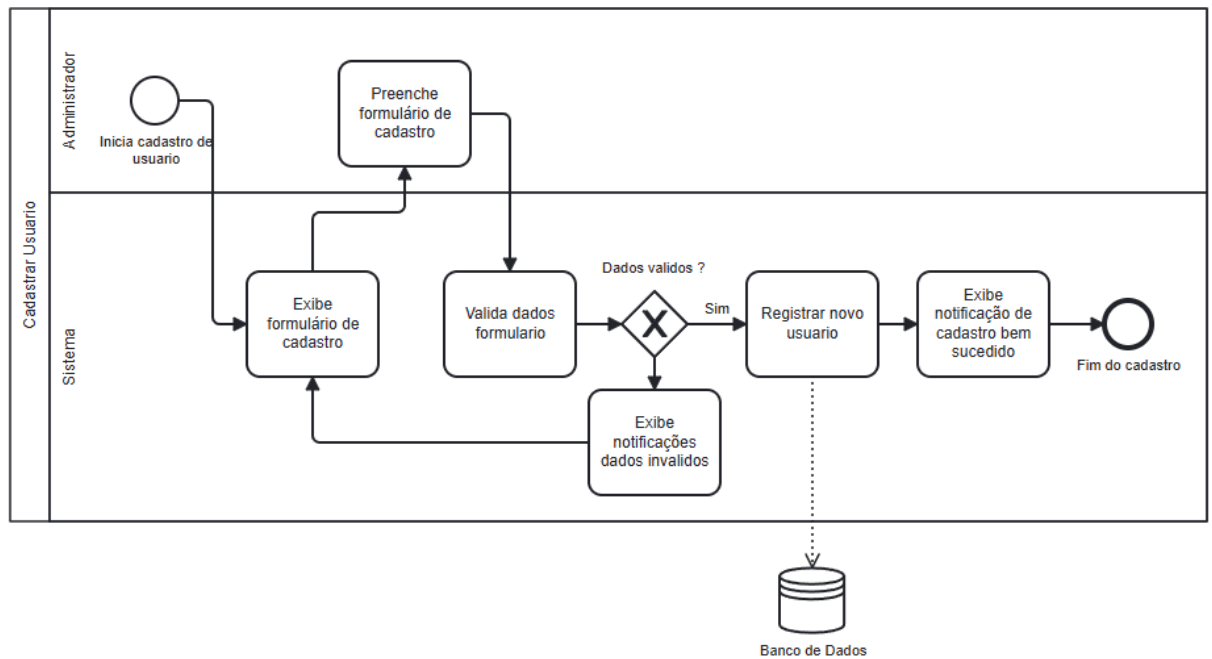 Cadastrar Usuario
Administrador
Inicia cadastro de
usuario
Preenche
formulário de
cadastro
Sistema
Exibe
formulário de
cadastro
Valida dados
formulario
Dados validos ?
Sim
Registrar novo
usuario
Exibe
notificação de
cadastro bem
sucedido
Fim do cadastro
Exibe
notificações
dados invalidos
Banco de Dados